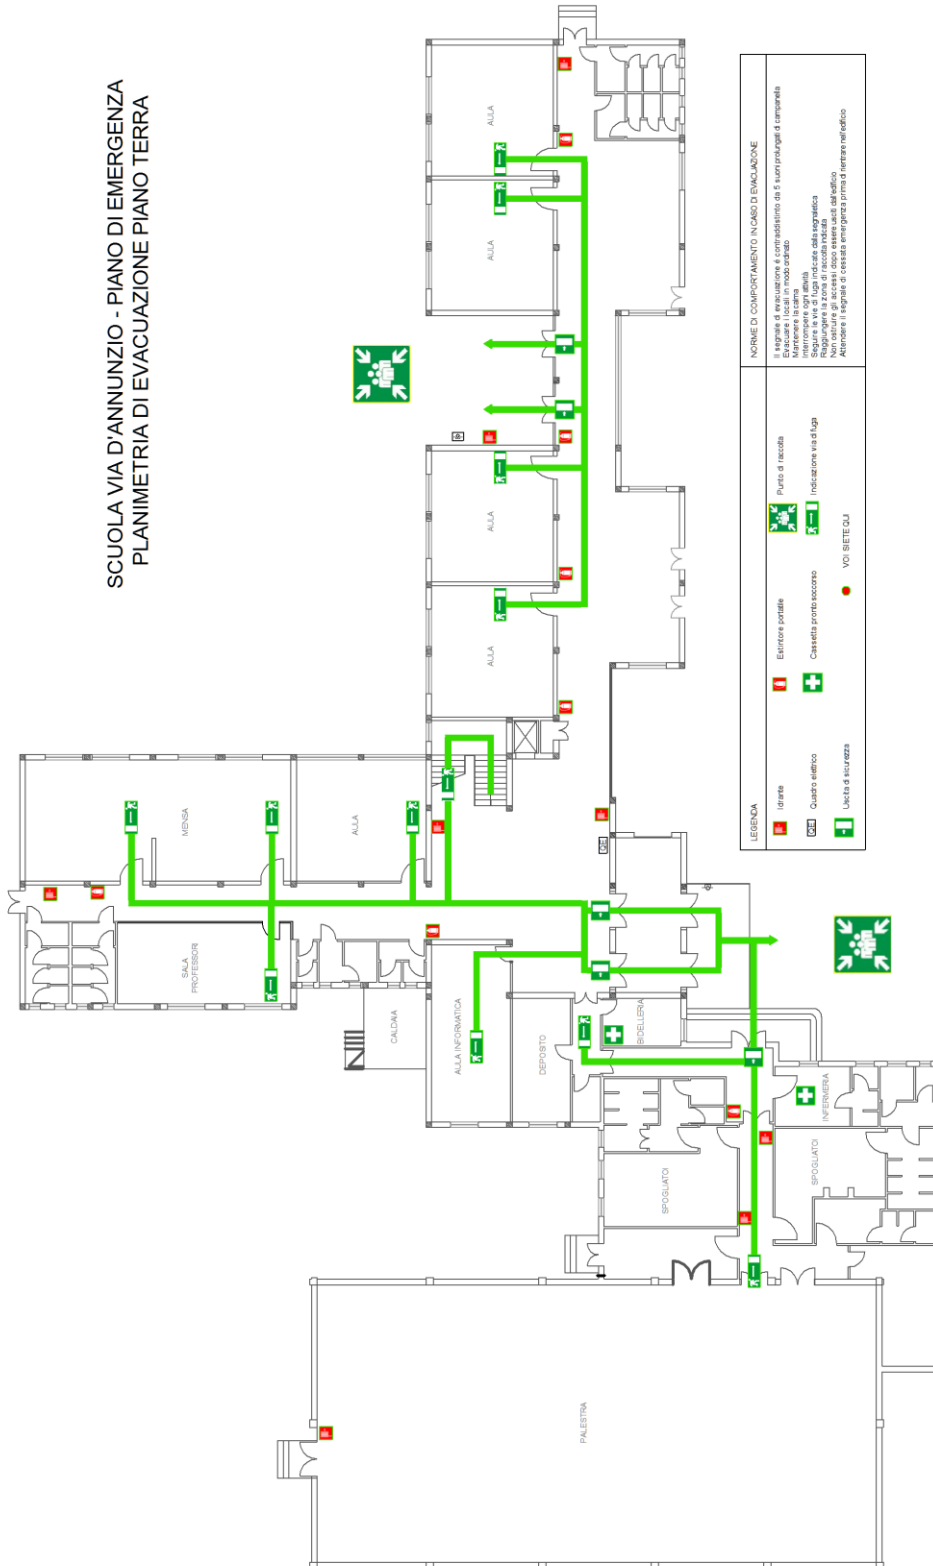 SCUOLA VIA D'ANNUNZIO - PIANO DI EMERGENZA
PLANIMETRIA DI EVACUAZIONE PIANO TERRA
MENSA
SALA
PROFESSORI
AULA
CALDAIA
AULA INFORMATICA
DEPOSITO
BIDELLERIA
AULA
AULA
AULA
AULA
QE
QE
PALESTRA
SPOGLIATOI
SPOGLIATOI
INFERMERIA
LEGENDA
Idrante
Estintore portatile
Punto di raccolta
QE
Quadro elettrico
Cassetta pronto soccorso
Indicazione via di fuga
Uscita di sicurezza
VOI SIETE QUI
NORME DI COMPORTAMENTO IN CASO DI EVACUAZIONE
Il segnale di evacuazione è contraddistinto da 5 suoni prolungati di campanella
Evacuare i locali in modo ordinato
Mantenere la calma
Interrompere ogni attività
Seguire le vie di fuga indicate dalla segnaletica
Raggiungere la zona di raccolta indicata
Non ostruire gli accessi dopo essere usciti dall'edificio
Attendere il segnale di cessata emergenza prima di rientrare nell'edificio